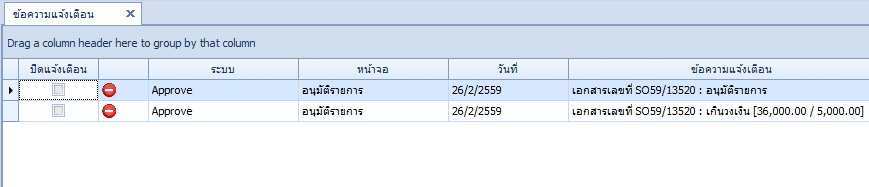 ข้อความแจ้งเตือน
Drag a column header here to group by that column
ปิดแจ้งเตือน ระบบ หน้าจอ วันที่ ข้อความแจ้งเตือน
Approve อนุมัติรายการ 26/2/2559 เอกสารเลขที่ SO59/13520 : อนุมัติรายการ
Approve อนุมัติรายการ 26/2/2559 เอกสารเลขที่ SO59/13520 : เกินวงเงิน [36,000.00 / 5,000.00]